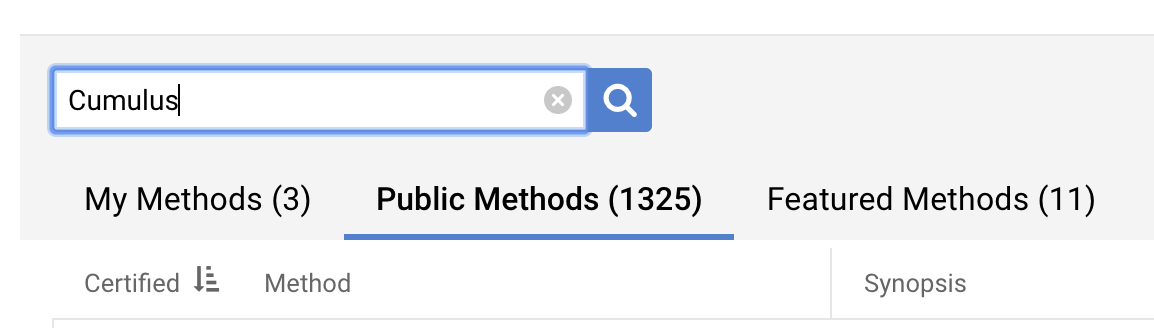 Cumulus
My Methods (3) Public Methods (1325) Featured Methods (11)
Certified Method Synopsis